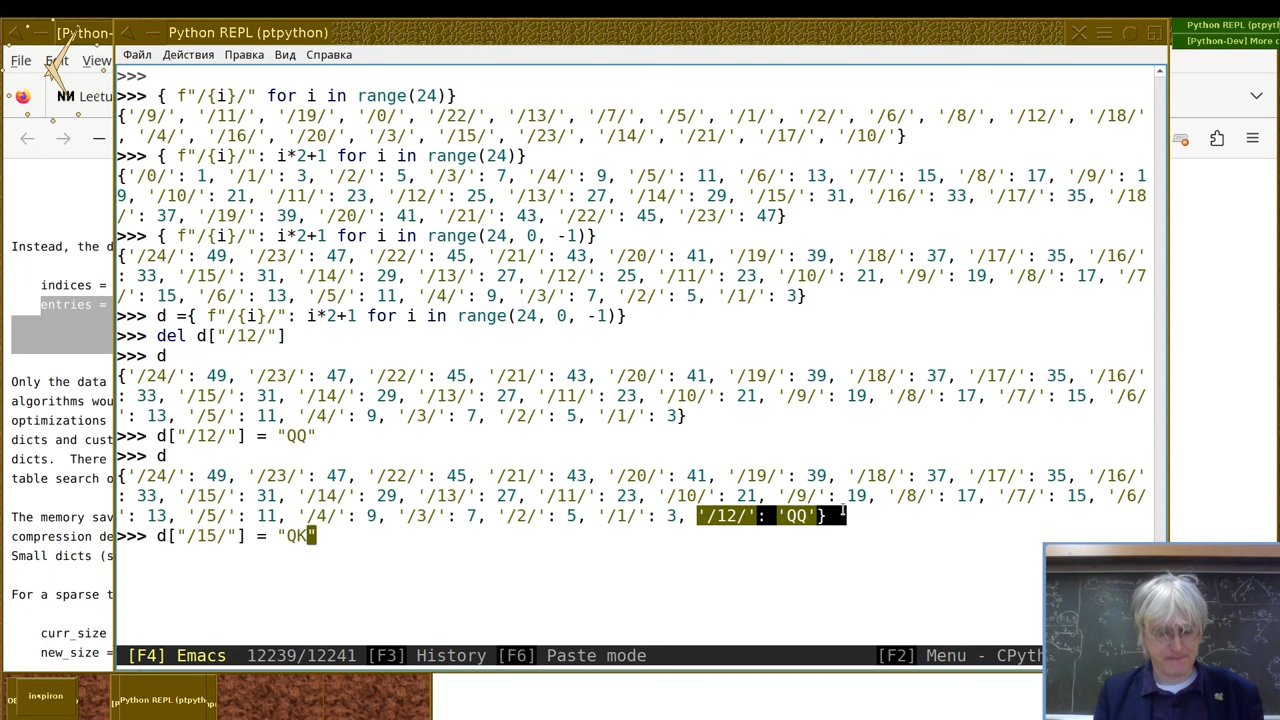 [Python-
Python REPL (ptpython)
Python REPL (ptpython)
[Python-Dev] More c
File Edit View
Файл Действия Правка Вид Справка
Lectu
>>>
>>> { f"/{i}/" for i in range(24)}
{'/9/', '/11/', '/19/', '/0/', '/22/', '/13/', '/7/', '/5/', '/1/', '/2/', '/6/', '/8/', '/12/', '/18/'
, '/4/', '/16/', '/20/', '/3/', '/15/', '/23/', '/14/', '/21/', '/17/', '/10/'}
>>> { f"/{i}/": i*2+1 for i in range(24)}
{'/0/': 1, '/1/': 3, '/2/': 5, '/3/': 7, '/4/': 9, '/5/': 11, '/6/': 13, '/7/': 15, '/8/': 17, '/9/': 1
9, '/10/': 21, '/11/': 23, '/12/': 25, '/13/': 27, '/14/': 29, '/15/': 31, '/16/': 33, '/17/': 35, '/18
/': 37, '/19/': 39, '/20/': 41, '/21/': 43, '/22/': 45, '/23/': 47}
>>> { f"/{i}/": i*2+1 for i in range(24, 0, -1)}
{'/24/': 49, '/23/': 47, '/22/': 45, '/21/': 43, '/20/': 41, '/19/': 39, '/18/': 37, '/17/': 35, '/16/'
: 33, '/15/': 31, '/14/': 29, '/13/': 27, '/12/': 25, '/11/': 23, '/10/': 21, '/9/': 19, '/8/': 17, '/7
/': 15, '/6/': 13, '/5/': 11, '/4/': 9, '/3/': 7, '/2/': 5, '/1/': 3}
>>> d ={ f"/{i}/": i*2+1 for i in range(24, 0, -1)}
>>> del d["/12/"]
>>> d
{'/24/': 49, '/23/': 47, '/22/': 45, '/21/': 43, '/20/': 41, '/19/': 39, '/18/': 37, '/17/': 35, '/16/'
: 33, '/15/': 31, '/14/': 29, '/13/': 27, '/11/': 23, '/10/': 21, '/9/': 19, '/8/': 17, '/7/': 15, '/6/
': 13, '/5/': 11, '/4/': 9, '/3/': 7, '/2/': 5, '/1/': 3}
>>> d["/12/"] = "QQ"
>>> d
{'/24/': 49, '/23/': 47, '/22/': 45, '/21/': 43, '/20/': 41, '/19/': 39, '/18/': 37, '/17/': 35, '/16/'
: 33, '/15/': 31, '/14/': 29, '/13/': 27, '/11/': 23, '/10/': 21, '/9/': 19, '/8/': 17, '/7/': 15, '/6/
': 13, '/5/': 11, '/4/': 9, '/3/': 7, '/2/': 5, '/1/': 3, '/12/': 'QQ'}
>>> d["/15/"] = "QK"
[F4] Emacs 12239/12241 [F3] History [F6] Paste mode [F2] Menu - CPyth
Instead, the d
indices =
entries =
Only the data
algorithms wou
optimizations
dicts and cust
dicts. There
table search o
The memory sav
compression de
Small dicts (s
For a sparse t
curr_size
new_size =
inspiron
Python REPL (ptpyth